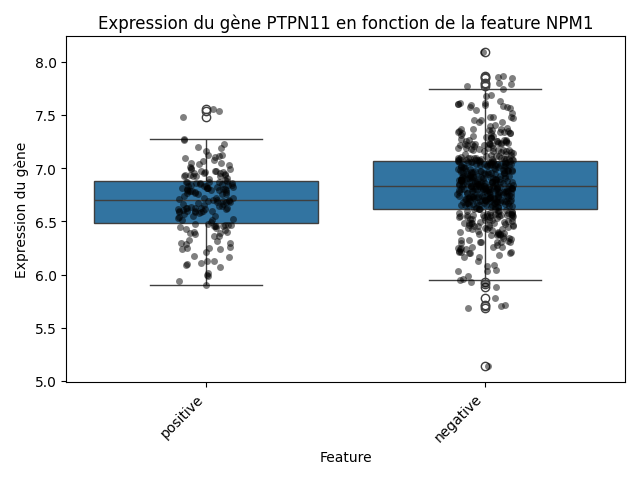 Expression du gène PTPN11 en fonction de la feature NPM1
Expression du gène
8.0
7.5
7.0
6.5
6.0
5.5
5.0
positive
negative
Feature